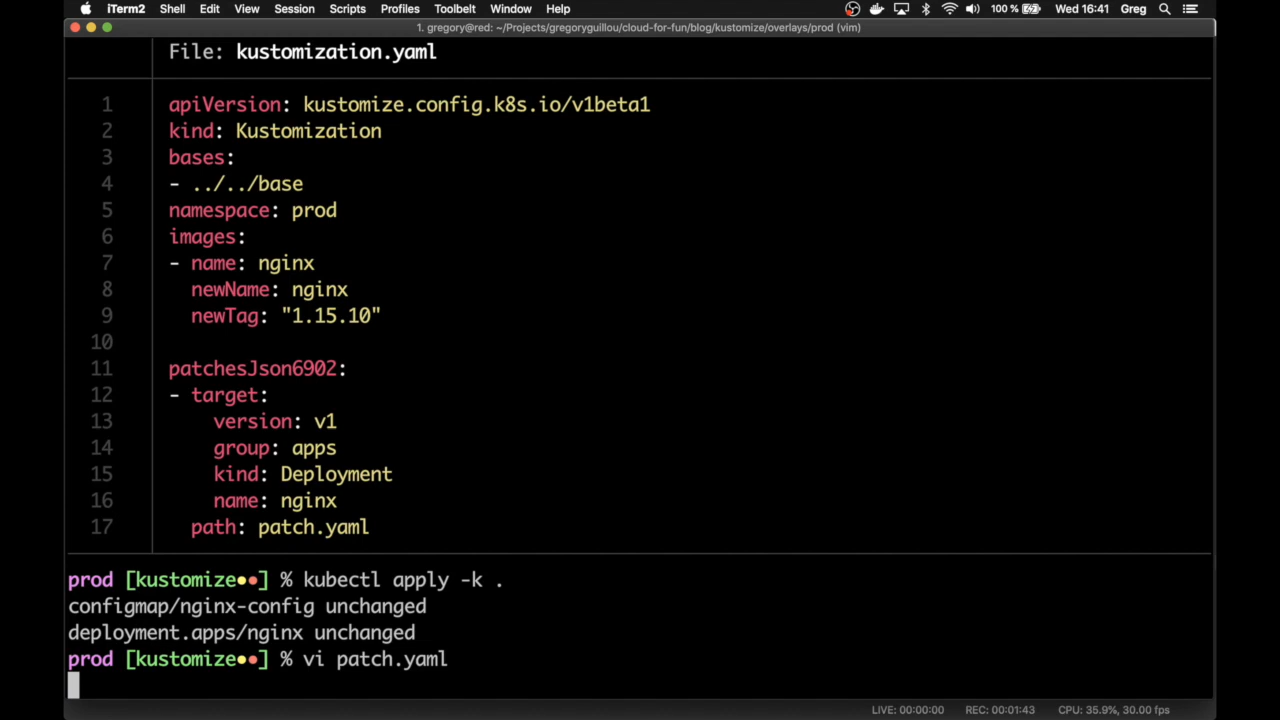 iTerm2 Shell Edit View Session Scripts Profiles Toolbelt Window Help 100 % Wed 16:41 Greg
1. gregory@red: ~/Projects/gregoryguillou/cloud-for-fun/blog/kustomize/overlays/prod (vim)
File: kustomization.yaml
1 apiVersion: kustomize.config.k8s.io/v1beta1
2 kind: Kustomization
3 bases:
4 - ../../base
5 namespace: prod
6 images:
7 - name: nginx
8 newName: nginx
9 newTag: "1.15.10"
10
11 patchesJson6902:
12 - target:
13 version: v1
14 group: apps
15 kind: Deployment
16 name: nginx
17 path: patch.yaml
prod [kustomize●●] % kubectl apply -k .
configmap/nginx-config unchanged
deployment.apps/nginx unchanged
prod [kustomize●●] % vi patch.yaml
LIVE: 00:00:00 REC: 00:01:43 CPU: 35.9%, 30.00 fps